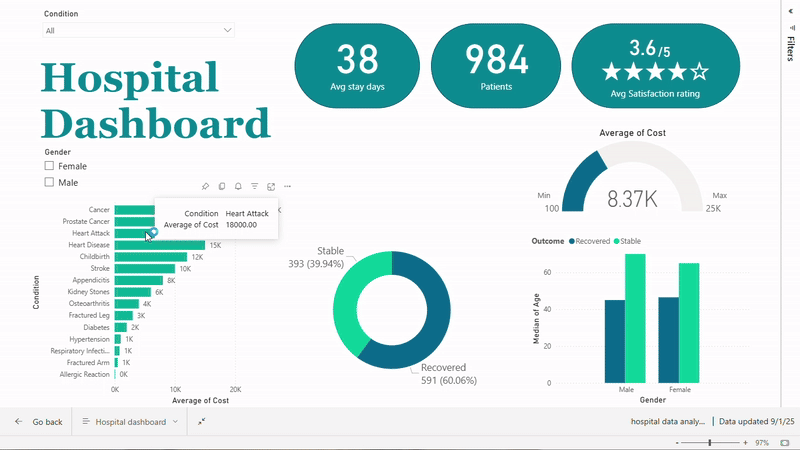 Condition
All
Hospital
Dashboard
38
Avg stay days
984
Patients
3.6/5
Avg Satisfaction rating
Filters
Gender
Female
Male
Condition Heart Attack
Average of Cost 18000.00
Condition
Cancer
Prostate Cancer
Heart Attack
Heart Disease 15K
Childbirth 12K
Stroke 10K
Appendicitis 8K
Kidney Stones 6K
Osteoarthritis 4K
Fractured Leg 3K
Diabetes 2K
Hypertension 1K
Respiratory Infecti... 1K
Fractured Arm 1K
Allergic Reaction 0K
0K 10K 20K
Average of Cost
Stable
393 (39.94%)
Recovered
591 (60.06%)
Average of Cost
Min
100
8.37K
Max
25K
Outcome Recovered Stable
Median of Age
60
40
20
0
Male Female
Gender
Go back
Hospital dashboard
hospital data analy...
Data updated 9/1/25
- + 97%